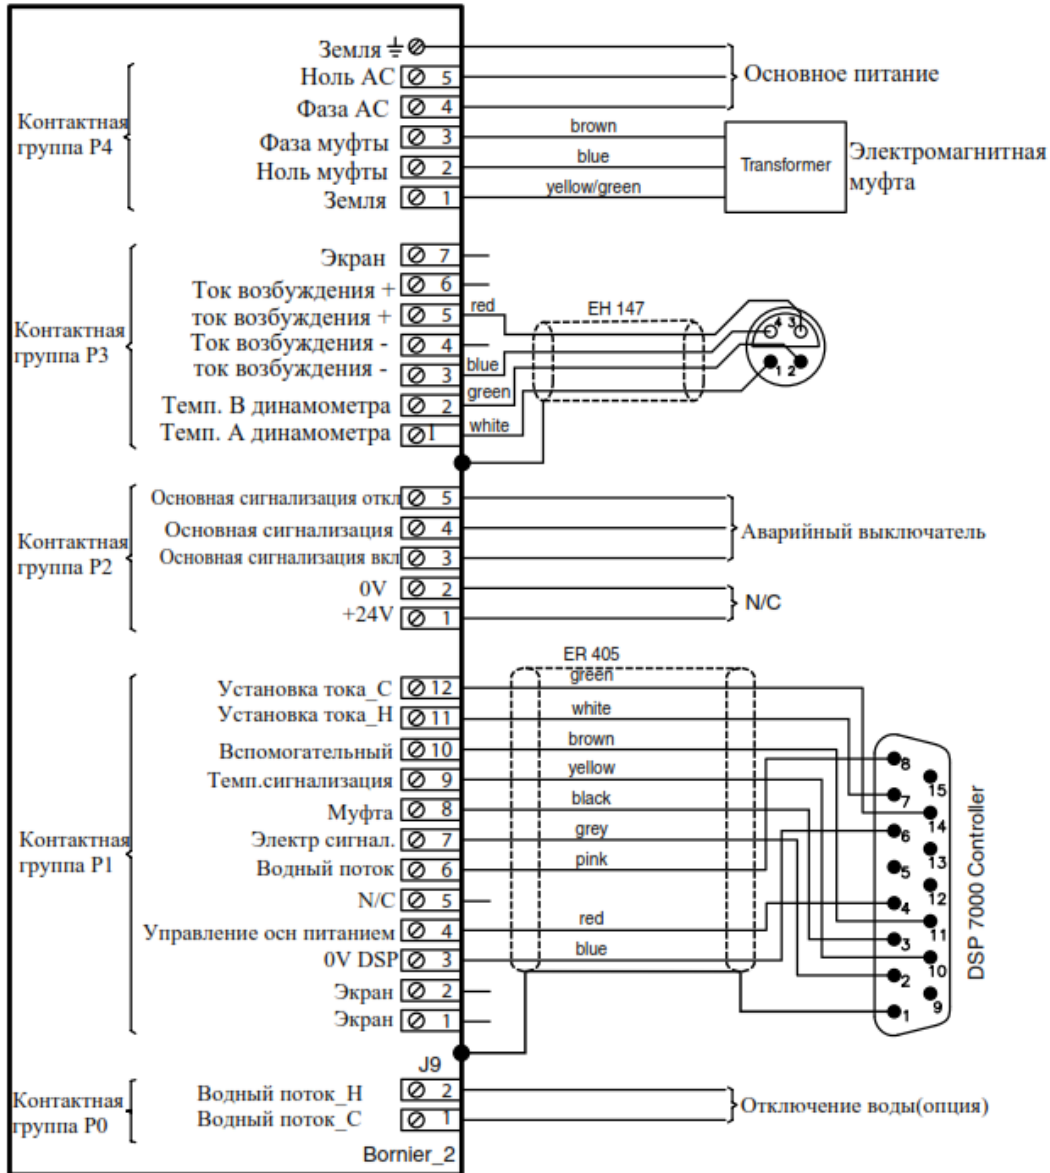 Земля
Ноль АС 5
Фаза АС 4
Фаза муфты 3
Ноль муфты 2
Земля 1
Контактная
группа Р4
Основное питание
brown
blue
yellow/green
Transformer
Электромагнитная
муфта
Экран 7
Ток возбуждения + 6
ток возбуждения + 5
Ток возбуждения - 4
ток возбуждения - 3
Темп. В динамометра 2
Темп. А динамометра 1
Контактная
группа Р3
red
blue
green
white
EH 147
4 3
1 2
Основная сигнализация откл 5
Основная сигнализация 4
Основная сигнализация вкл 3
0V 2
+24V 1
Контактная
группа Р2
Аварийный выключатель
N/C
ER 405
Установка тока_С 12
Установка тока_Н 11
Вспомогательный 10
Темп.сигнализация 9
Муфта 8
Электр сигнал. 7
Водный поток 6
N/C 5
Управление осн питанием 4
0V DSP 3
Экран 2
Экран 1
Контактная
группа Р1
green
white
brown
yellow
black
grey
pink
red
blue
8
15
7
14
6
13
5
12
4
11
3
10
2
9
1
DSP 7000 Controller
J9
Водный поток_Н 2
Водный поток_С 1
Контактная
группа Р0
Отключение воды(опция)
Bornier_2